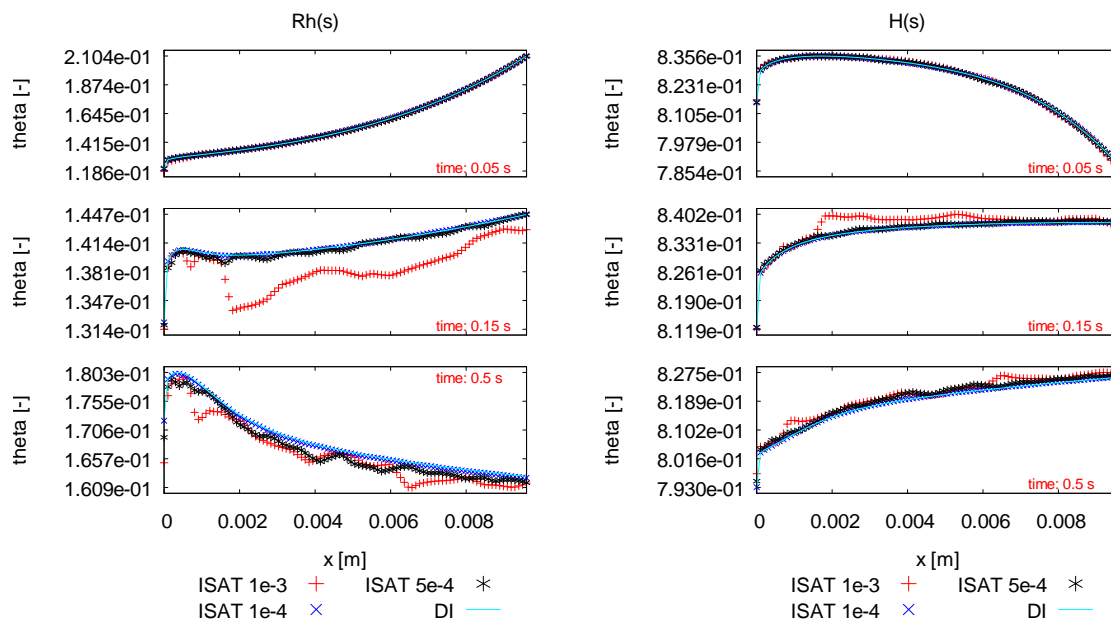 Rh(s)
2.104e-01
1.874e-01
1.645e-01
1.415e-01
1.186e-01
theta [-]
time; 0.05 s
1.447e-01
1.414e-01
1.381e-01
1.347e-01
1.314e-01
theta [-]
time; 0.15 s
1.803e-01
1.755e-01
1.706e-01
1.657e-01
1.609e-01
theta [-]
time; 0.5 s
0 0.002 0.004 0.006 0.008
x [m]
ISAT 1e-3 ISAT 5e-4
ISAT 1e-4 DI
H(s)
8.356e-01
8.231e-01
8.105e-01
7.979e-01
7.854e-01
theta [-]
time; 0.05 s
8.402e-01
8.331e-01
8.261e-01
8.190e-01
8.119e-01
theta [-]
time; 0.15 s
8.275e-01
8.189e-01
8.102e-01
8.016e-01
7.930e-01
theta [-]
time; 0.5 s
0 0.002 0.004 0.006 0.008
x [m]
ISAT 1e-3 ISAT 5e-4
ISAT 1e-4 DI